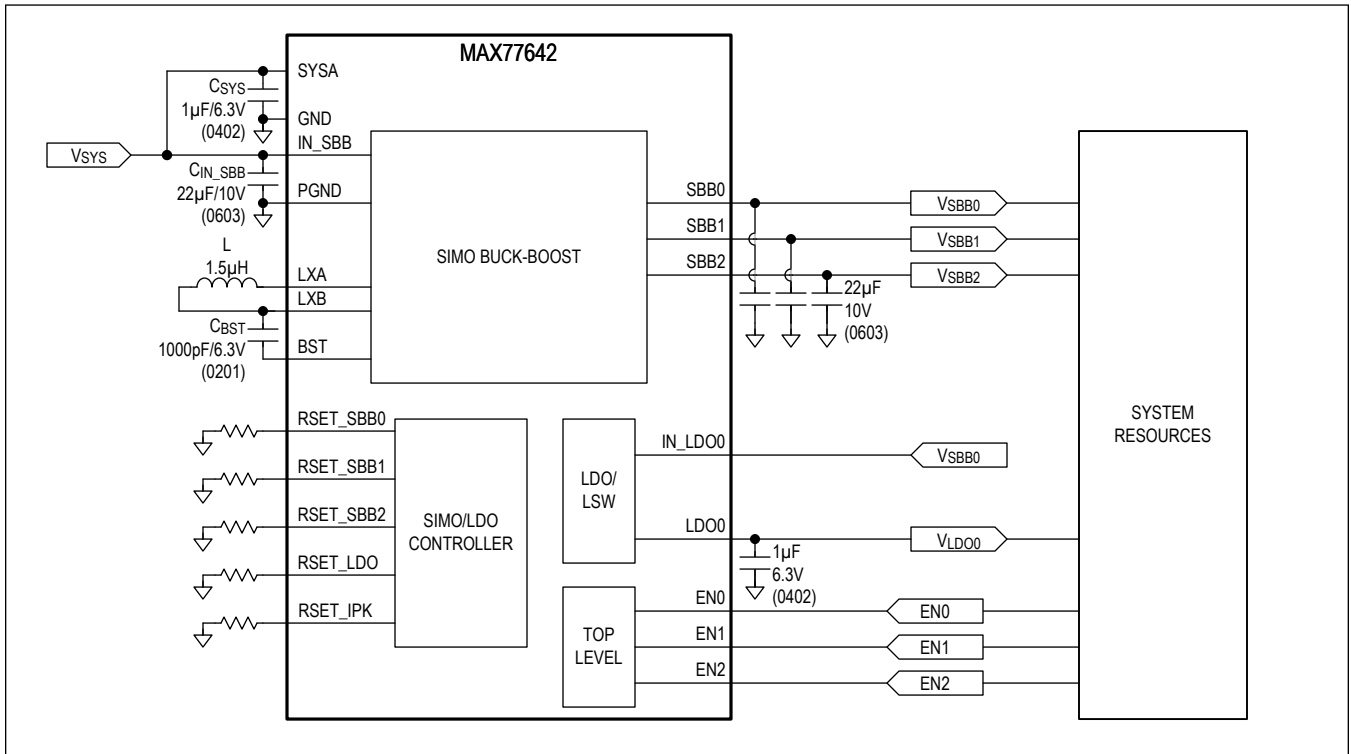 MAX77642
SYSA
CSYS
1µF/6.3V
(0402)
GND
IN_SBB
VSYS
CIN_SBB
22µF/10V
(0603)
PGND
L
1.5µH
LXA
LXB
CBST
1000pF/6.3V
(0201)
BST
SIMO BUCK-BOOST
SBB0
SBB1
SBB2
VSBB0
VSBB1
VSBB2
22µF
10V
(0603)
SYSTEM
RESOURCES
RSET_SBB0
RSET_SBB1
RSET_SBB2
RSET_LDO
RSET_IPK
SIMO/LDO
CONTROLLER
LDO/
LSW
IN_LDO0
VSBB0
LDO0
VLDO0
1µF
6.3V
(0402)
TOP
LEVEL
EN0
EN1
EN2
EN0
EN1
EN2